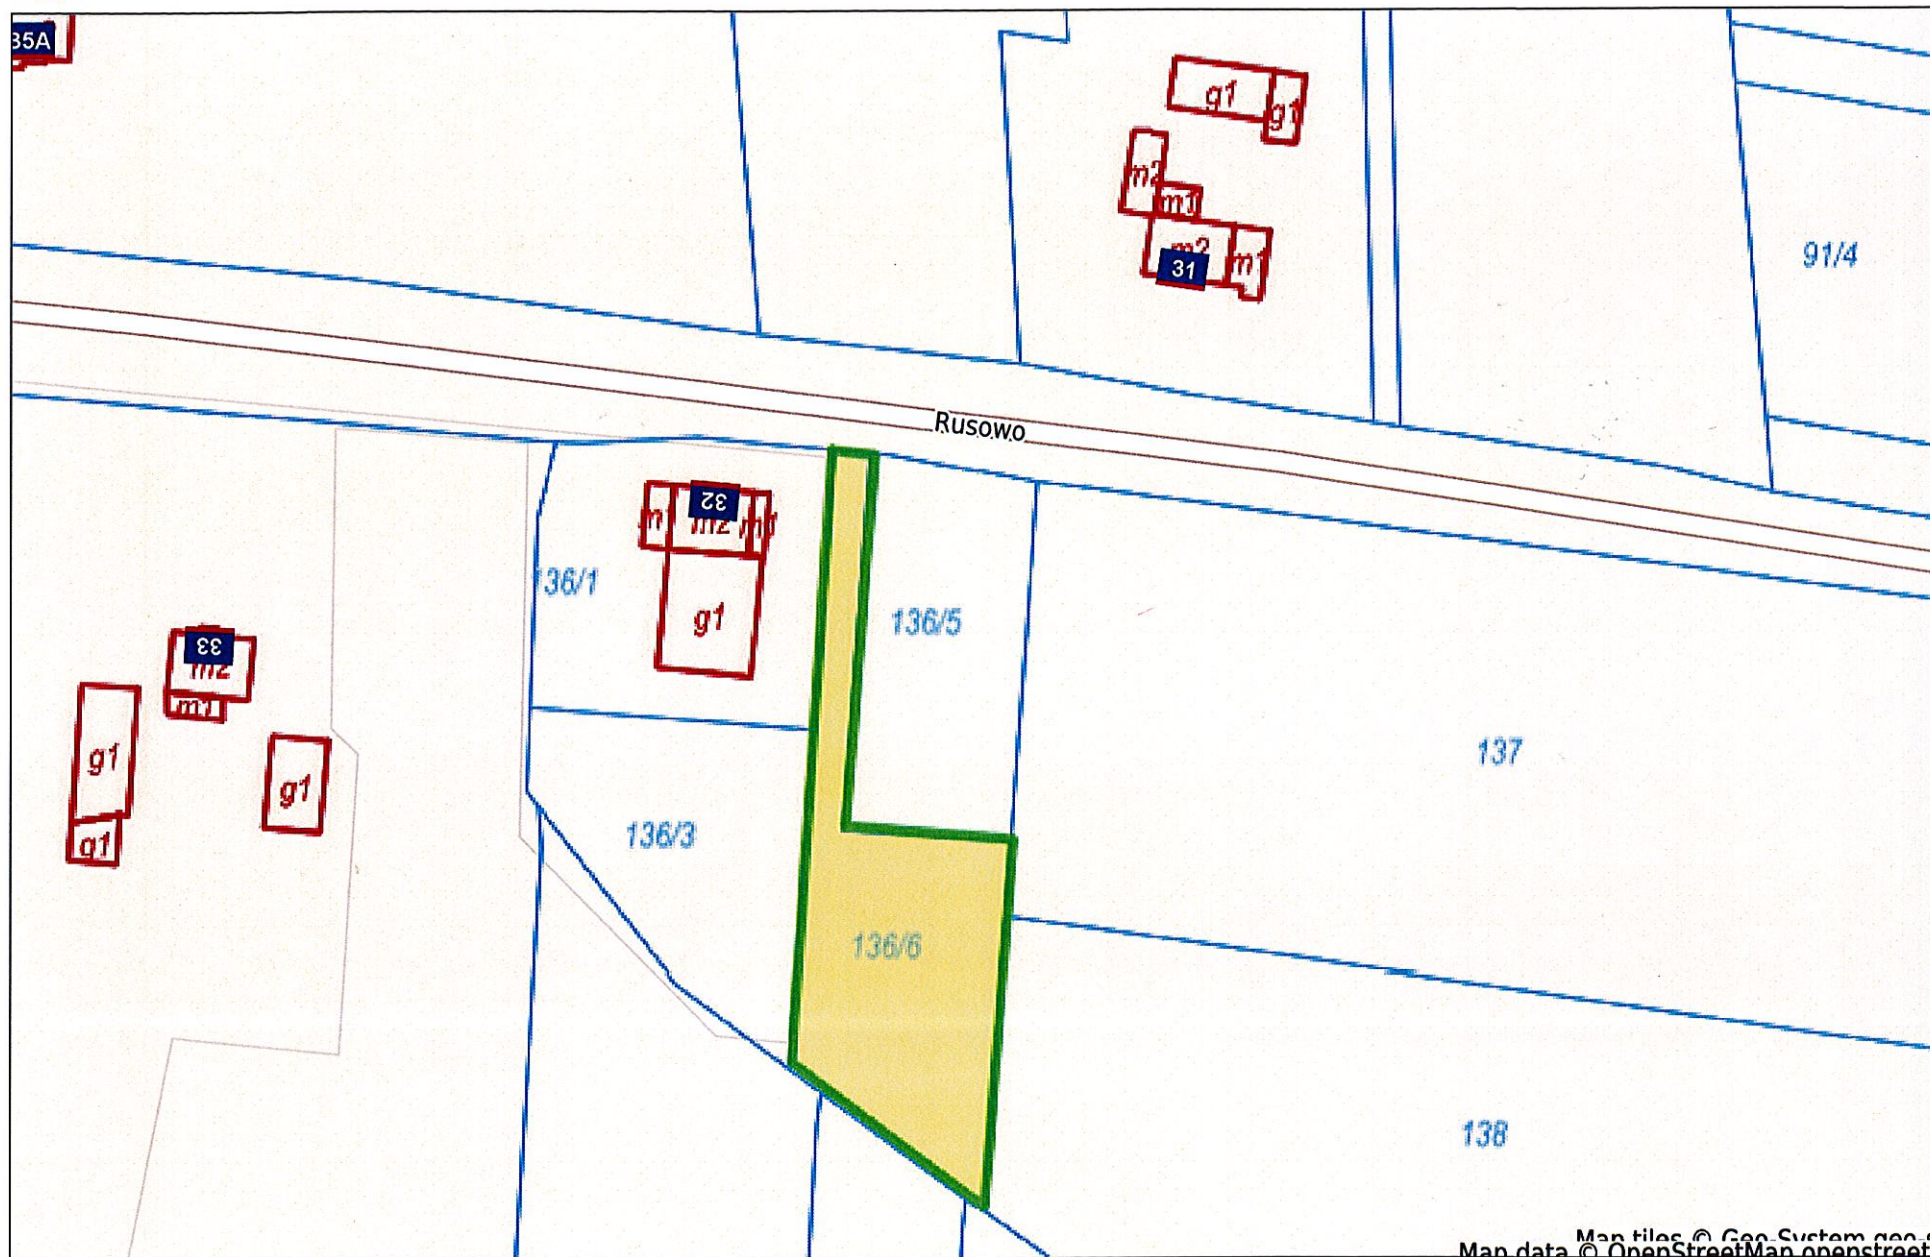 35A
g1
g1
m2
m1
m2
m1
31
91/4
Rusowo
32
m1
m2
m1
136/1
g1
136/5
33
m2
m1
g1
g1
g1
137
136/3
136/6
138
Map tiles © Geo-System geo
Map data © OpenStreetMap openstreet